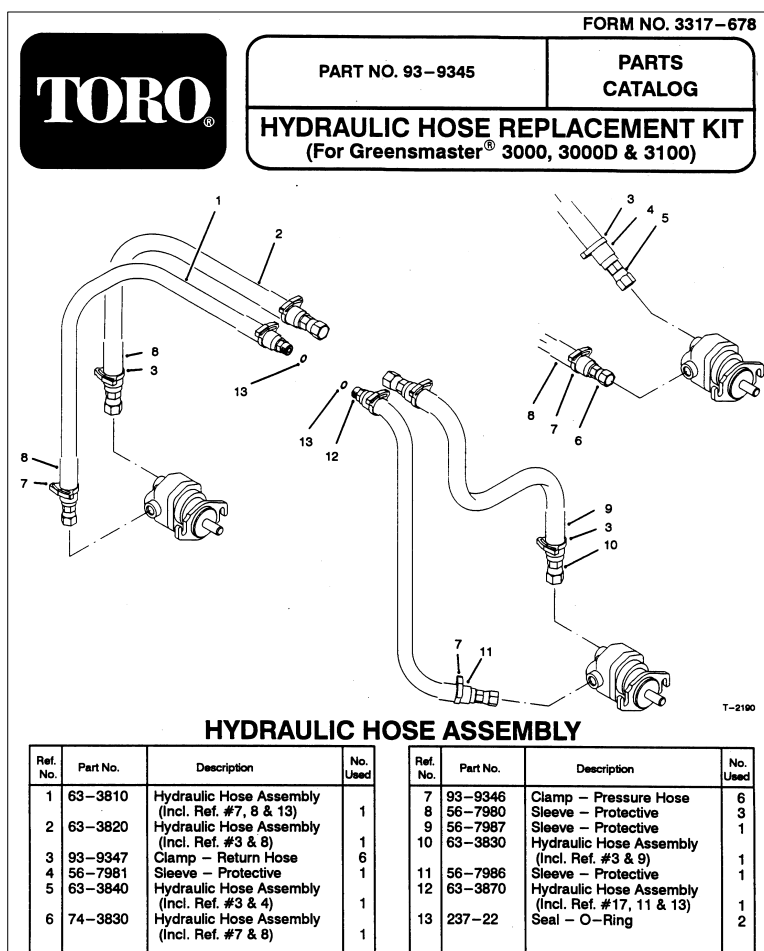 FORM NO. 3317–678
TORO®
PART NO. 93–9345
PARTS
CATALOG
HYDRAULIC HOSE REPLACEMENT KIT
(For Greensmaster® 3000, 3000D & 3100)
1
2
3
4
5
8
3
13
8
7
6
13
12
8
7
9
3
10
7
11
T–2190
HYDRAULIC HOSE ASSEMBLY
Ref. No. Part No. Description No. Used
1 63–3810 Hydraulic Hose Assembly
(Incl. Ref. #7, 8 & 13) 1
2 63–3820 Hydraulic Hose Assembly
(Incl. Ref. #3 & 8) 1
3 93–9347 Clamp – Return Hose 6
4 56–7981 Sleeve – Protective 1
5 63–3840 Hydraulic Hose Assembly
(Incl. Ref. #3 & 4) 1
6 74–3830 Hydraulic Hose Assembly
(Incl. Ref. #7 & 8) 1
Ref. No. Part No. Description No. Used
7 93–9346 Clamp – Pressure Hose 6
8 56–7980 Sleeve – Protective 3
9 56–7987 Sleeve – Protective 1
10 63–3830 Hydraulic Hose Assembly
(Incl. Ref. #3 & 9) 1
11 56–7986 Sleeve – Protective 1
12 63–3870 Hydraulic Hose Assembly
(Incl. Ref. #17, 11 & 13) 1
13 237–22 Seal – O–Ring 2